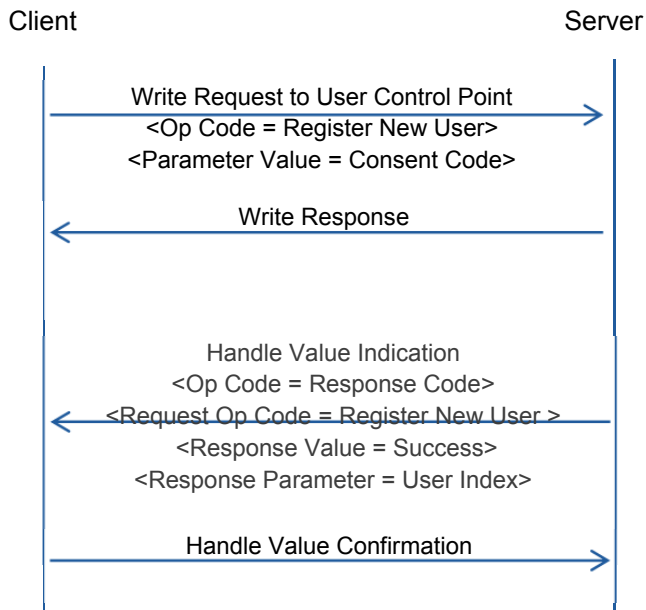 Client
Server
Write Request to User Control Point
<Op Code = Register New User>
<Parameter Value = Consent Code>
Write Response
Handle Value Indication
<Op Code = Response Code>
<Request Op Code = Register New User >
<Response Value = Success>
<Response Parameter = User Index>
Handle Value Confirmation